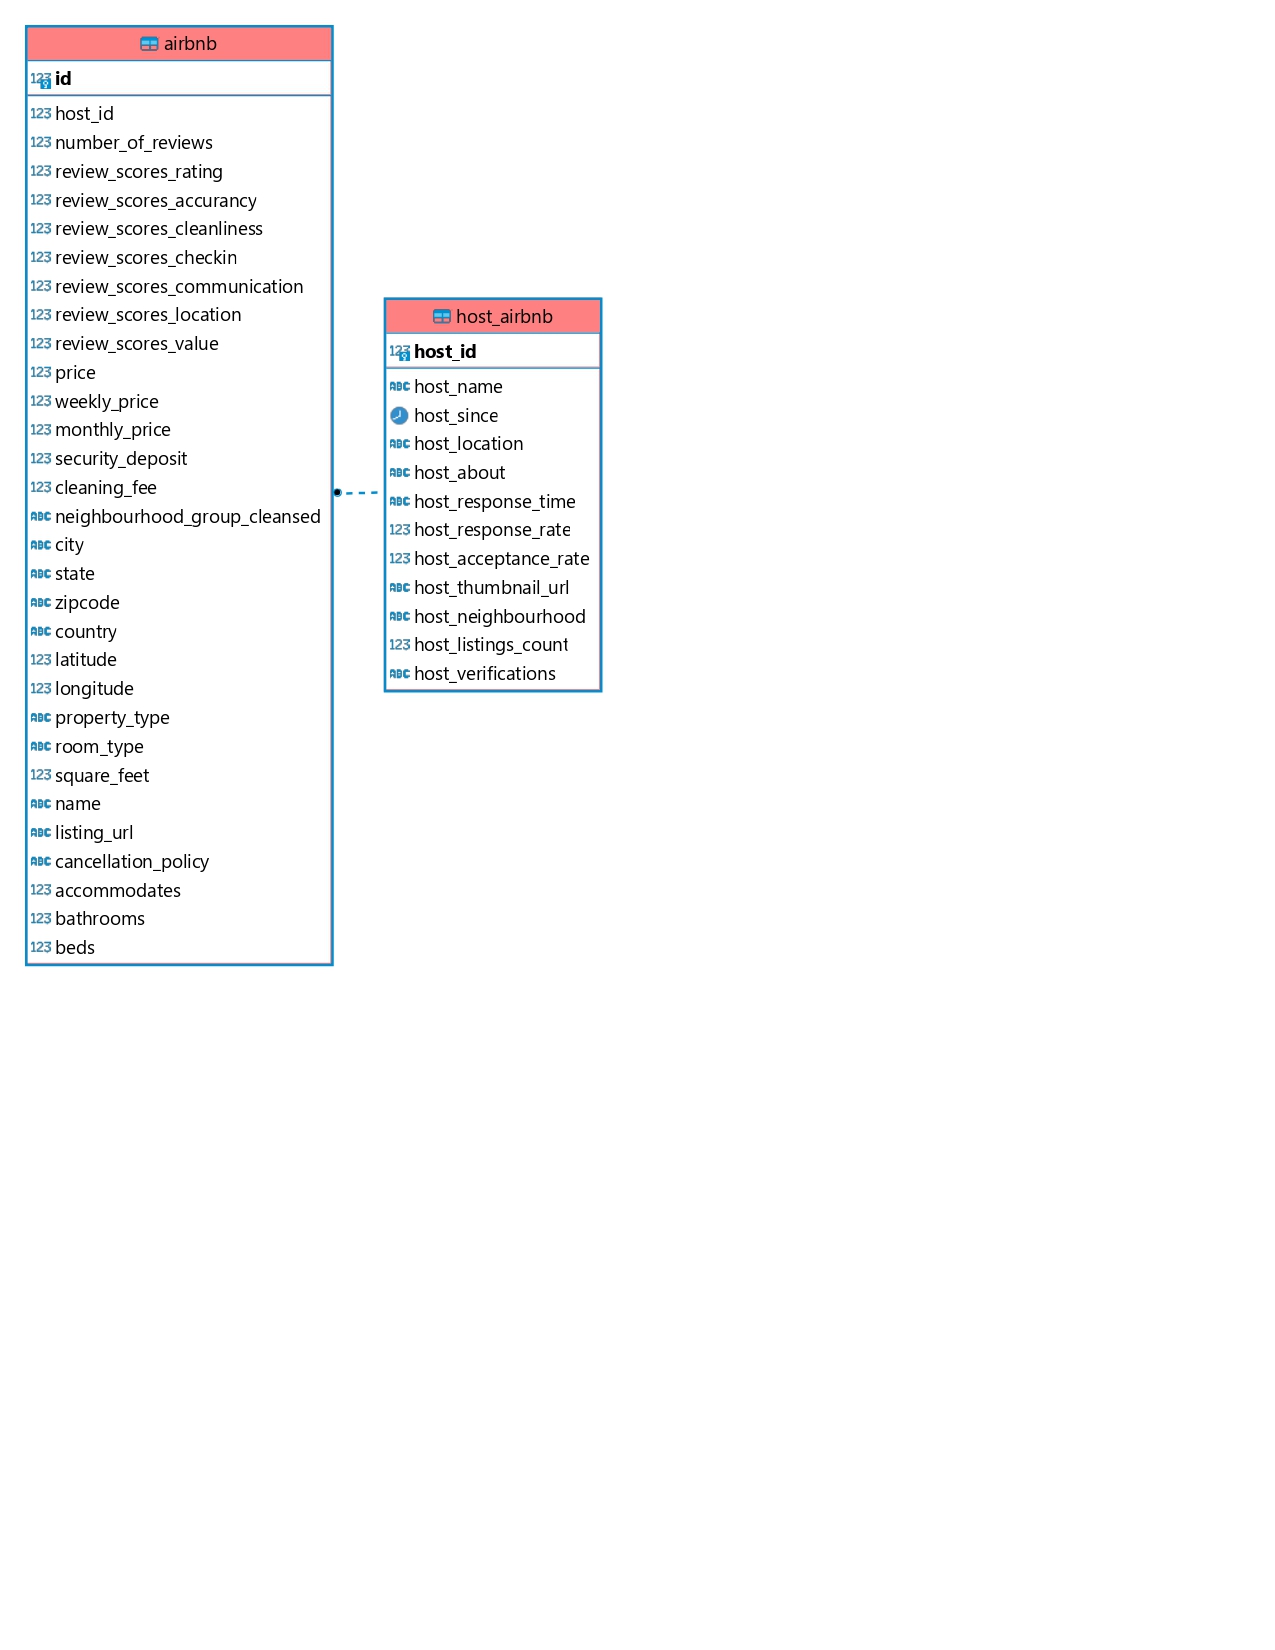 airbnb
123 id
123 host_id
123 number_of_reviews
123 review_scores_rating
123 review_scores_accurancy
123 review_scores_cleanliness
123 review_scores_checkin
123 review_scores_communication
123 review_scores_location
123 review_scores_value
123 price
123 weekly_price
123 monthly_price
123 security_deposit
123 cleaning_fee
ABC neighbourhood_group_cleansed
ABC city
ABC state
ABC zipcode
ABC country
123 latitude
123 longitude
ABC property_type
ABC room_type
123 square_feet
ABC name
ABC listing_url
ABC cancellation_policy
123 accommodates
123 bathrooms
123 beds
host_airbnb
123 host_id
ABC host_name
host_since
ABC host_location
ABC host_about
ABC host_response_time
123 host_response_rate
123 host_acceptance_rate
ABC host_thumbnail_url
ABC host_neighbourhood
123 host_listings_count
ABC host_verifications